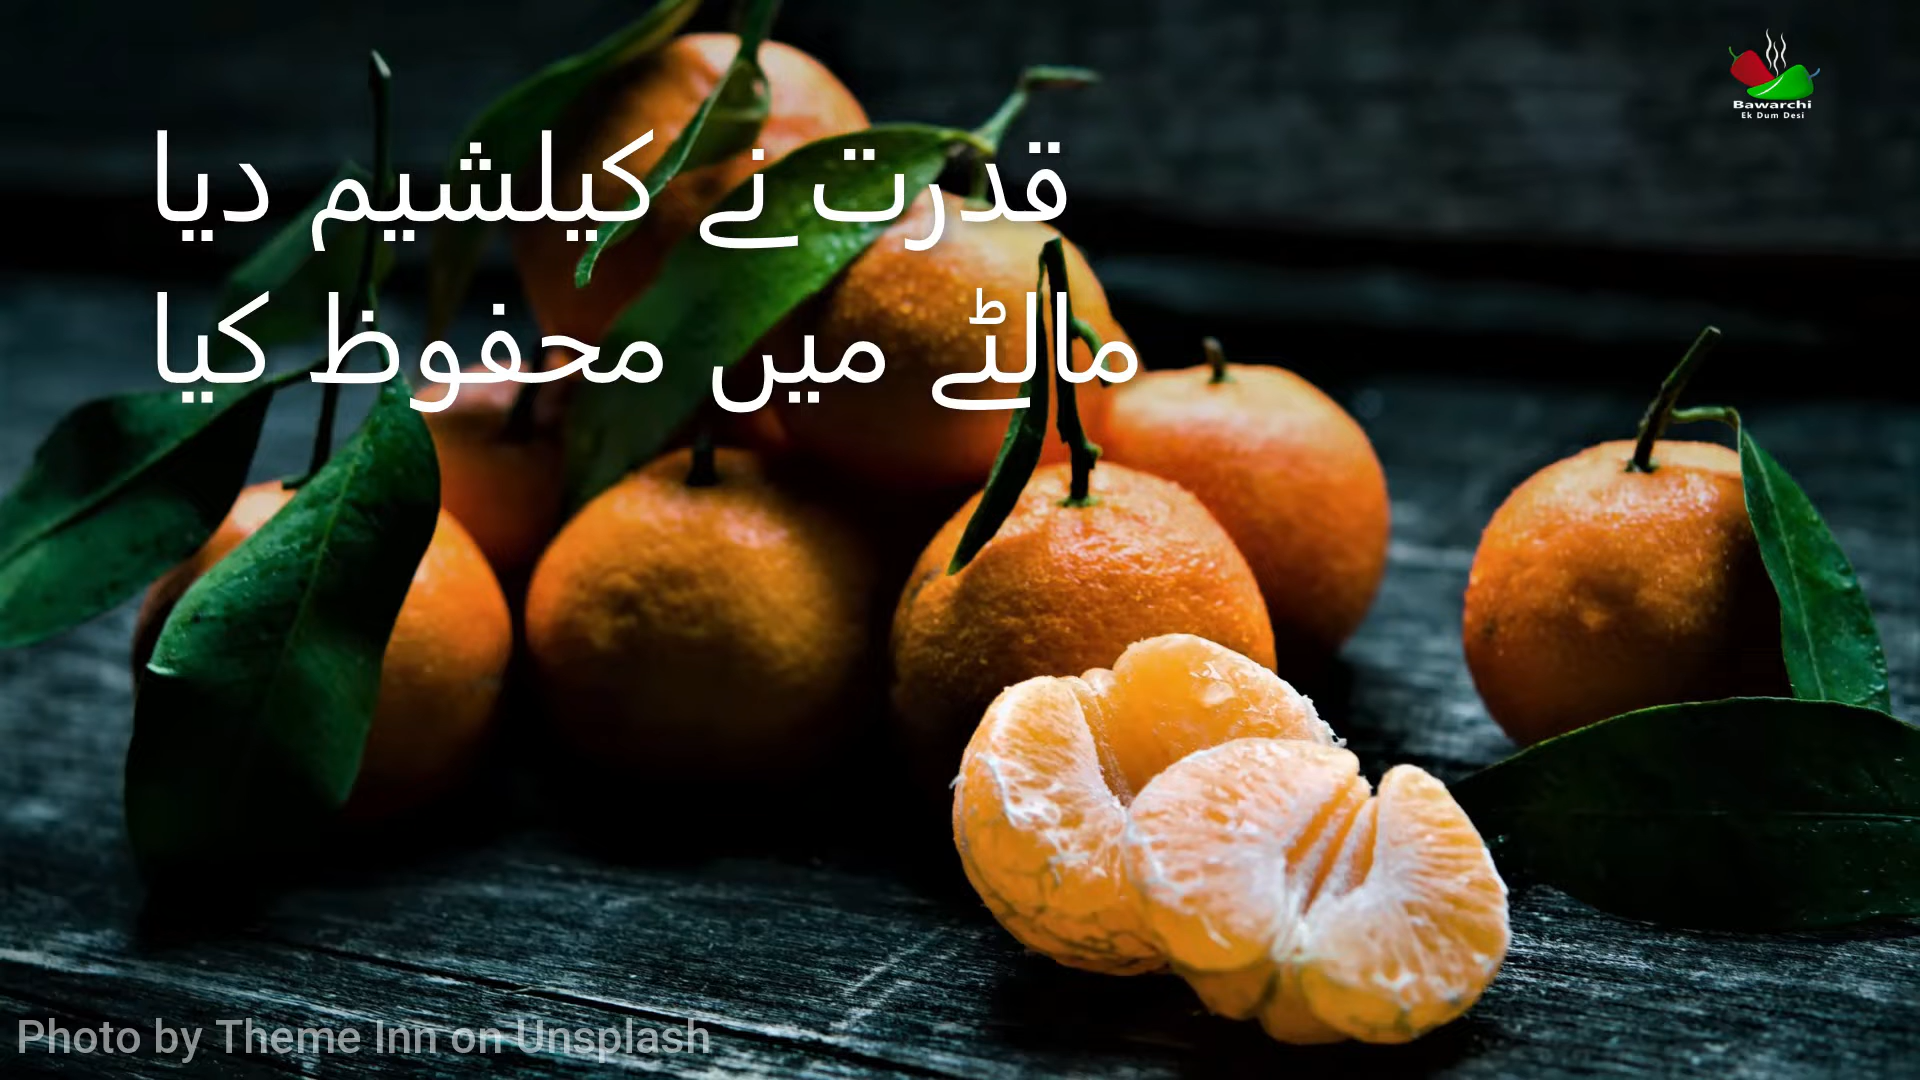 قدرت نے کیلشیم دیا
مالٹے میں محفوظ کیا
Bawarchi
Ek Dum Desi
Photo by Theme Inn on Unsplash